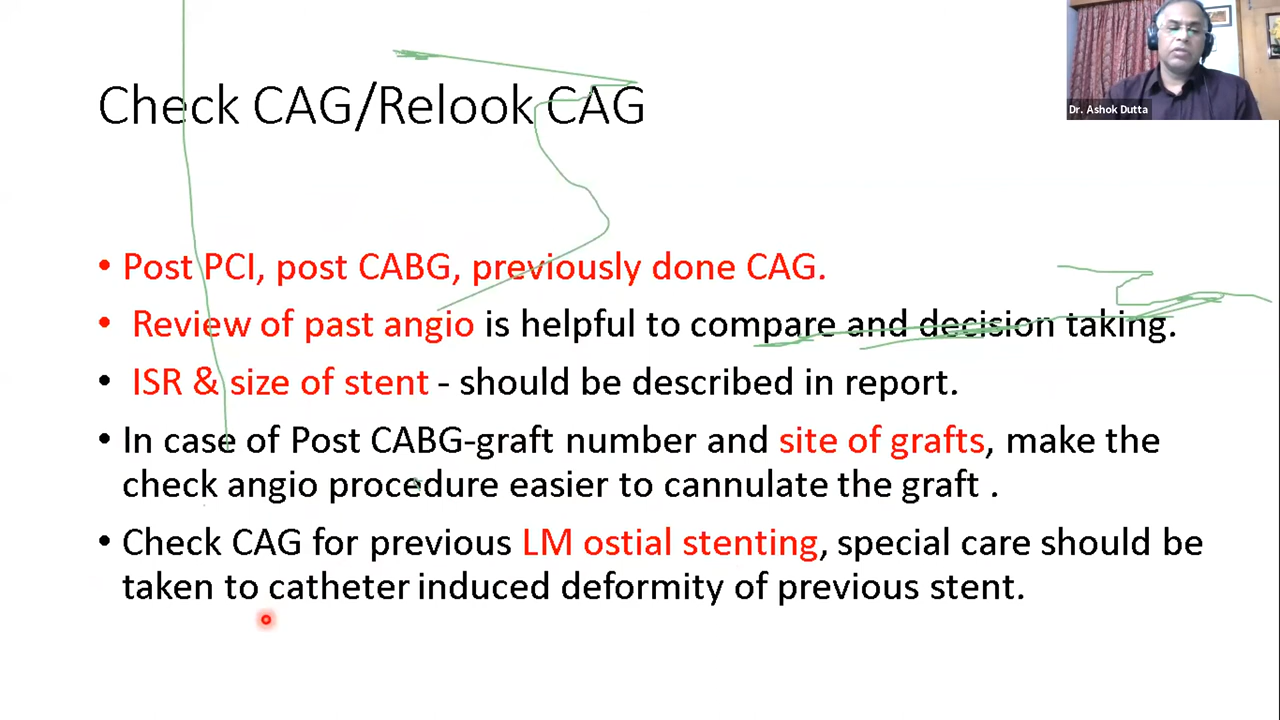 Dr. Ashok Dutta
Check CAG/Relook CAG
• Post PCI, post CABG, previously done CAG.
• Review of past angio is helpful to compare and decision taking.
• ISR & size of stent - should be described in report.
• In case of Post CABG-graft number and site of grafts, make the
check angio procedure easier to cannulate the graft .
• Check CAG for previous LM ostial stenting, special care should be
taken to catheter induced deformity of previous stent.